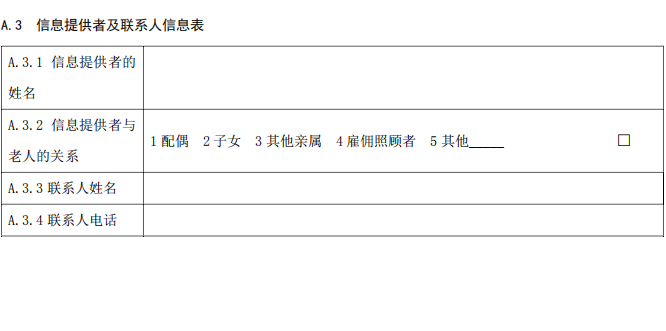 A.3 信息提供者及联系人信息表
A.3.1 信息提供者的
姓名
A.3.2 信息提供者与
老人的关系
1 配偶 2 子女 3 其他亲属 4 雇佣照顾者 5 其他_____ □
A.3.3 联系人姓名
A.3.4 联系人电话